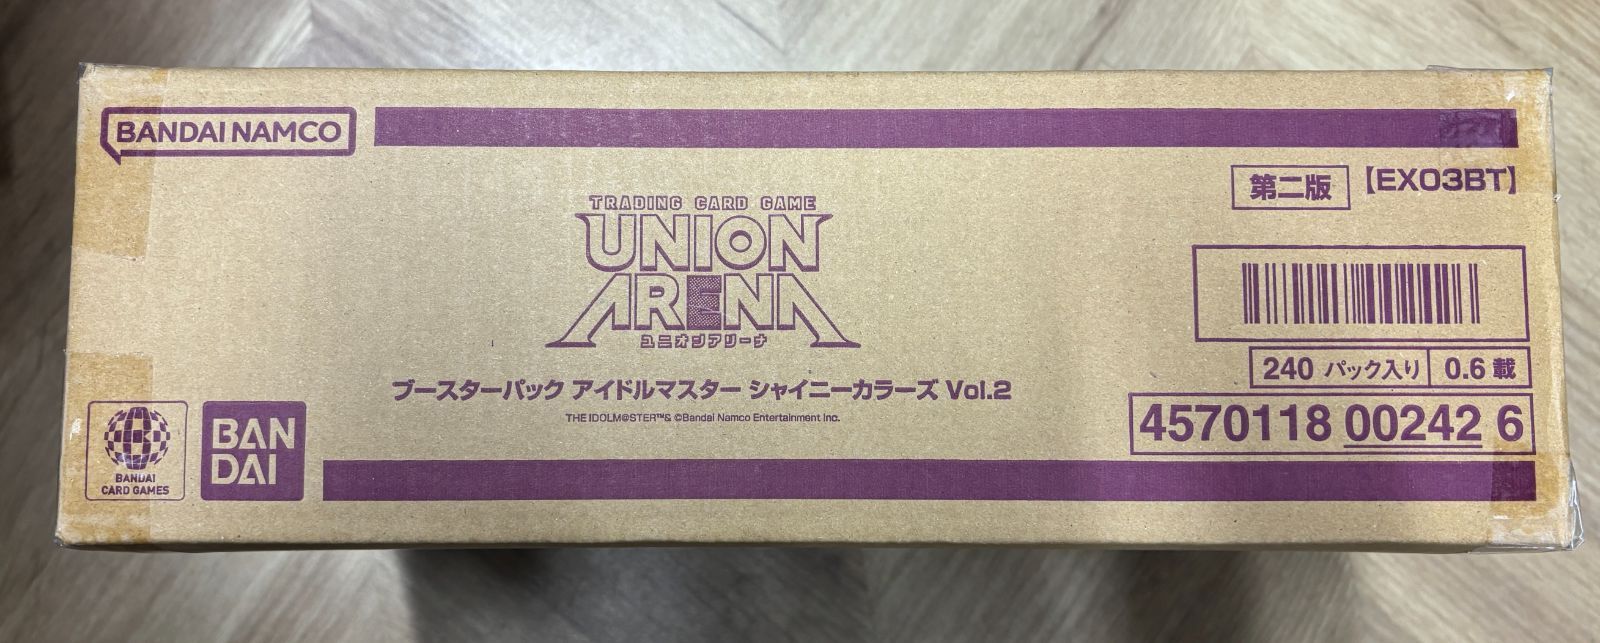 BANDAI NAMCO
第二版 【EX03BT】
TRADING CARD GAME
UNION
ARENA
ユニオンアリーナ
240 パック入り 0.6 載
ブースターパック アイドルマスター シャイニーカラーズ Vol.2
THE IDOLM@STER™& ©Bandai Namco Entertainment Inc.
4570118 00242 6
BANDAI
CARD GAMES
BAN
DAI